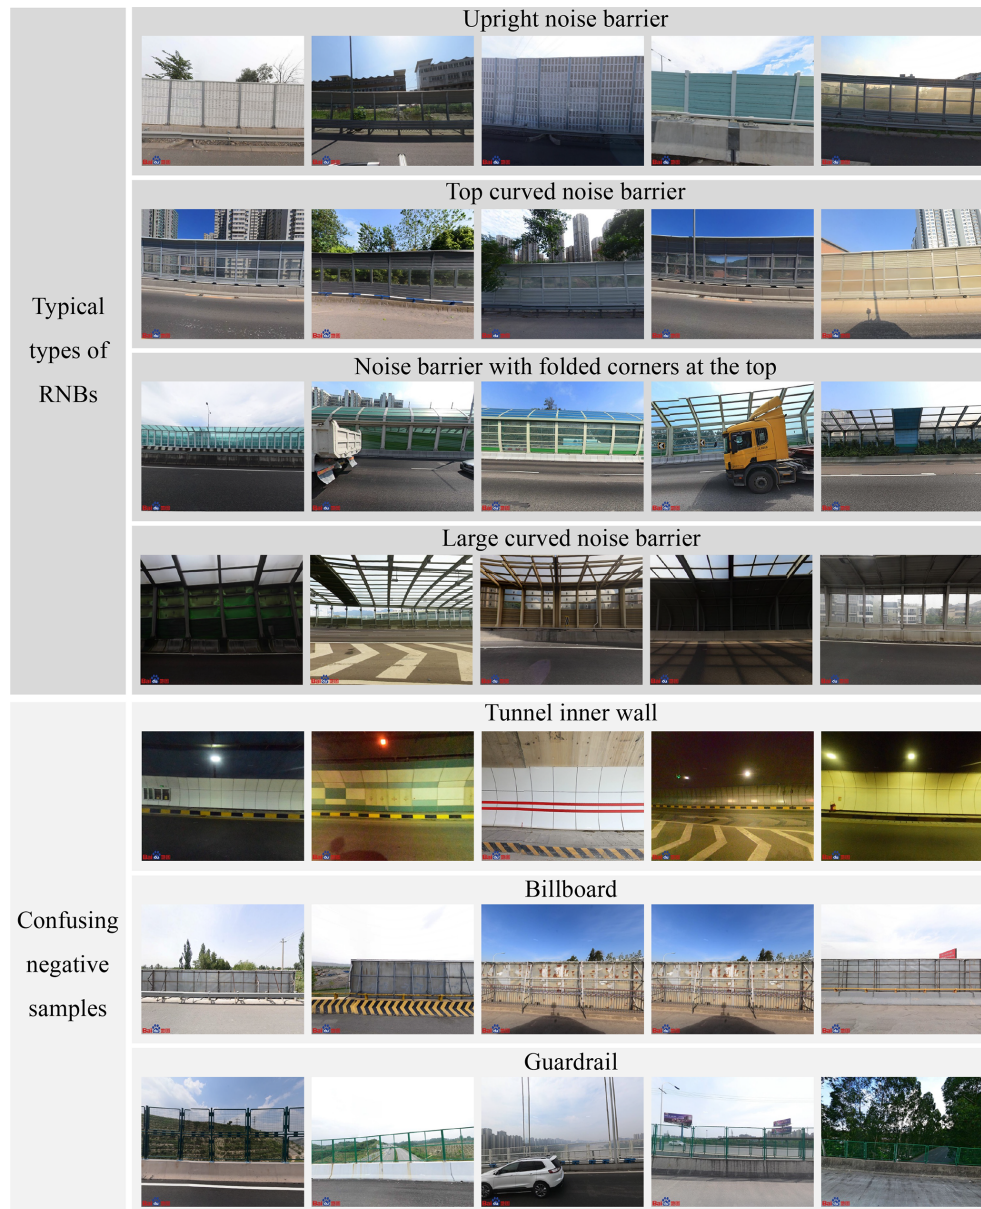 Upright noise barrier
Top curved noise barrier
Typical
types of
RNBs
Noise barrier with folded corners at the top
Large curved noise barrier
Tunnel inner wall
Billboard
Confusing
negative
samples
Guardrail